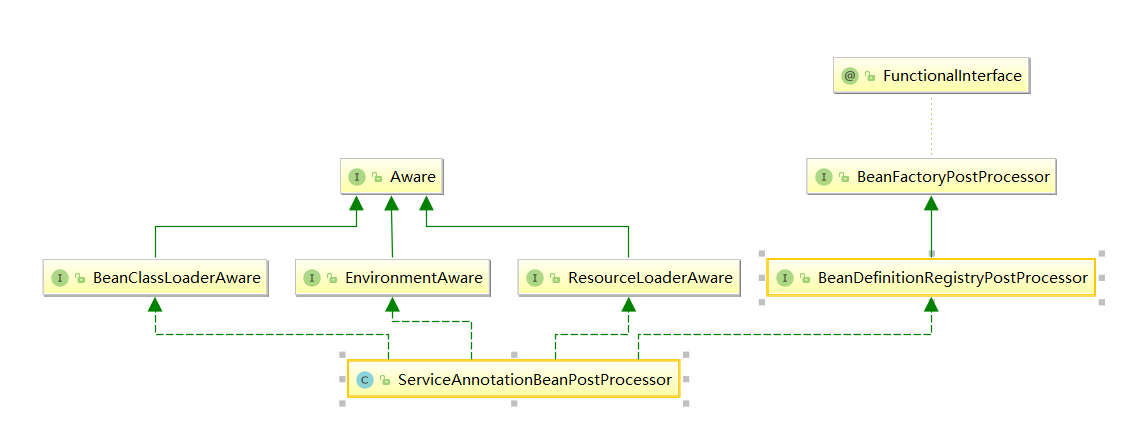 @ FunctionalInterface
I Aware
I BeanFactoryPostProcessor
I BeanClassLoaderAware
I EnvironmentAware
I ResourceLoaderAware
I BeanDefinitionRegistryPostProcessor
C ServiceAnnotationBeanPostProcessor